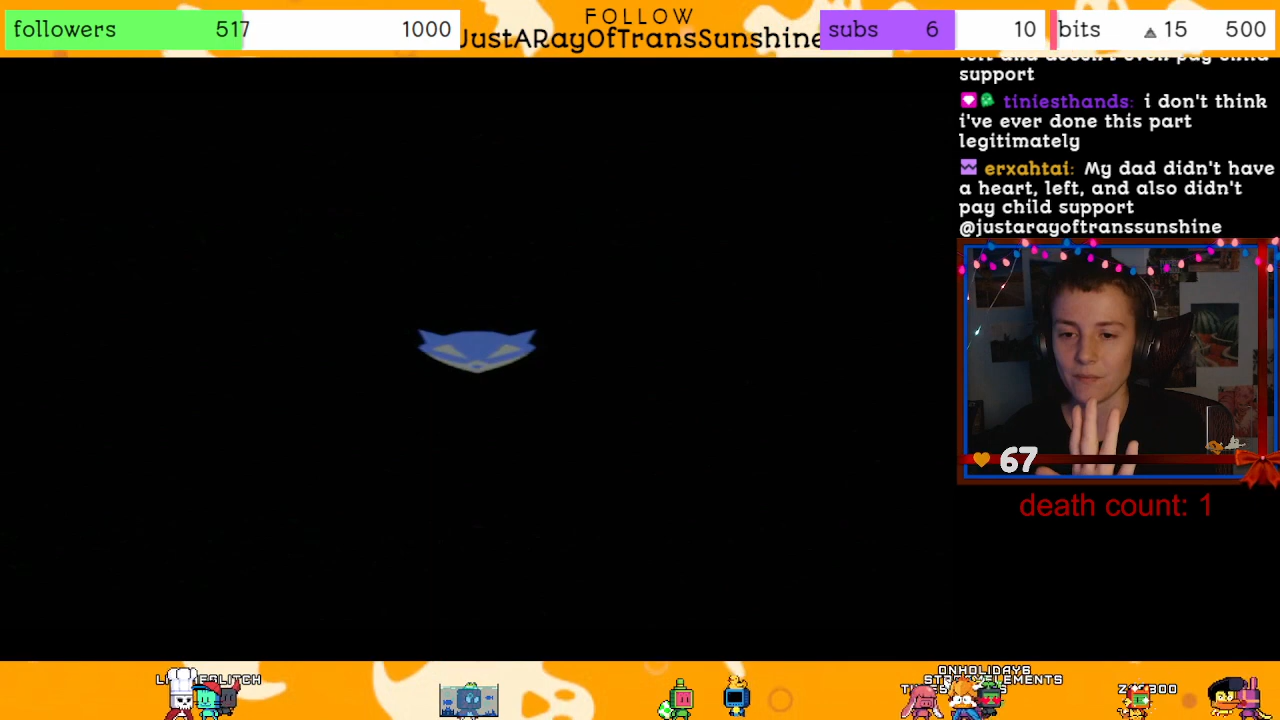 followers 517 1000
FOLLOW
JustARayOfTransSunshine
subs 6 10
bits 15 500
support
tiniesthands: i don't think
i've ever done this part
legitimately
erxahtai: My dad didn't have
a heart, left, and also didn't
pay child support
@justarayoftranssunshine
67
death count: 1